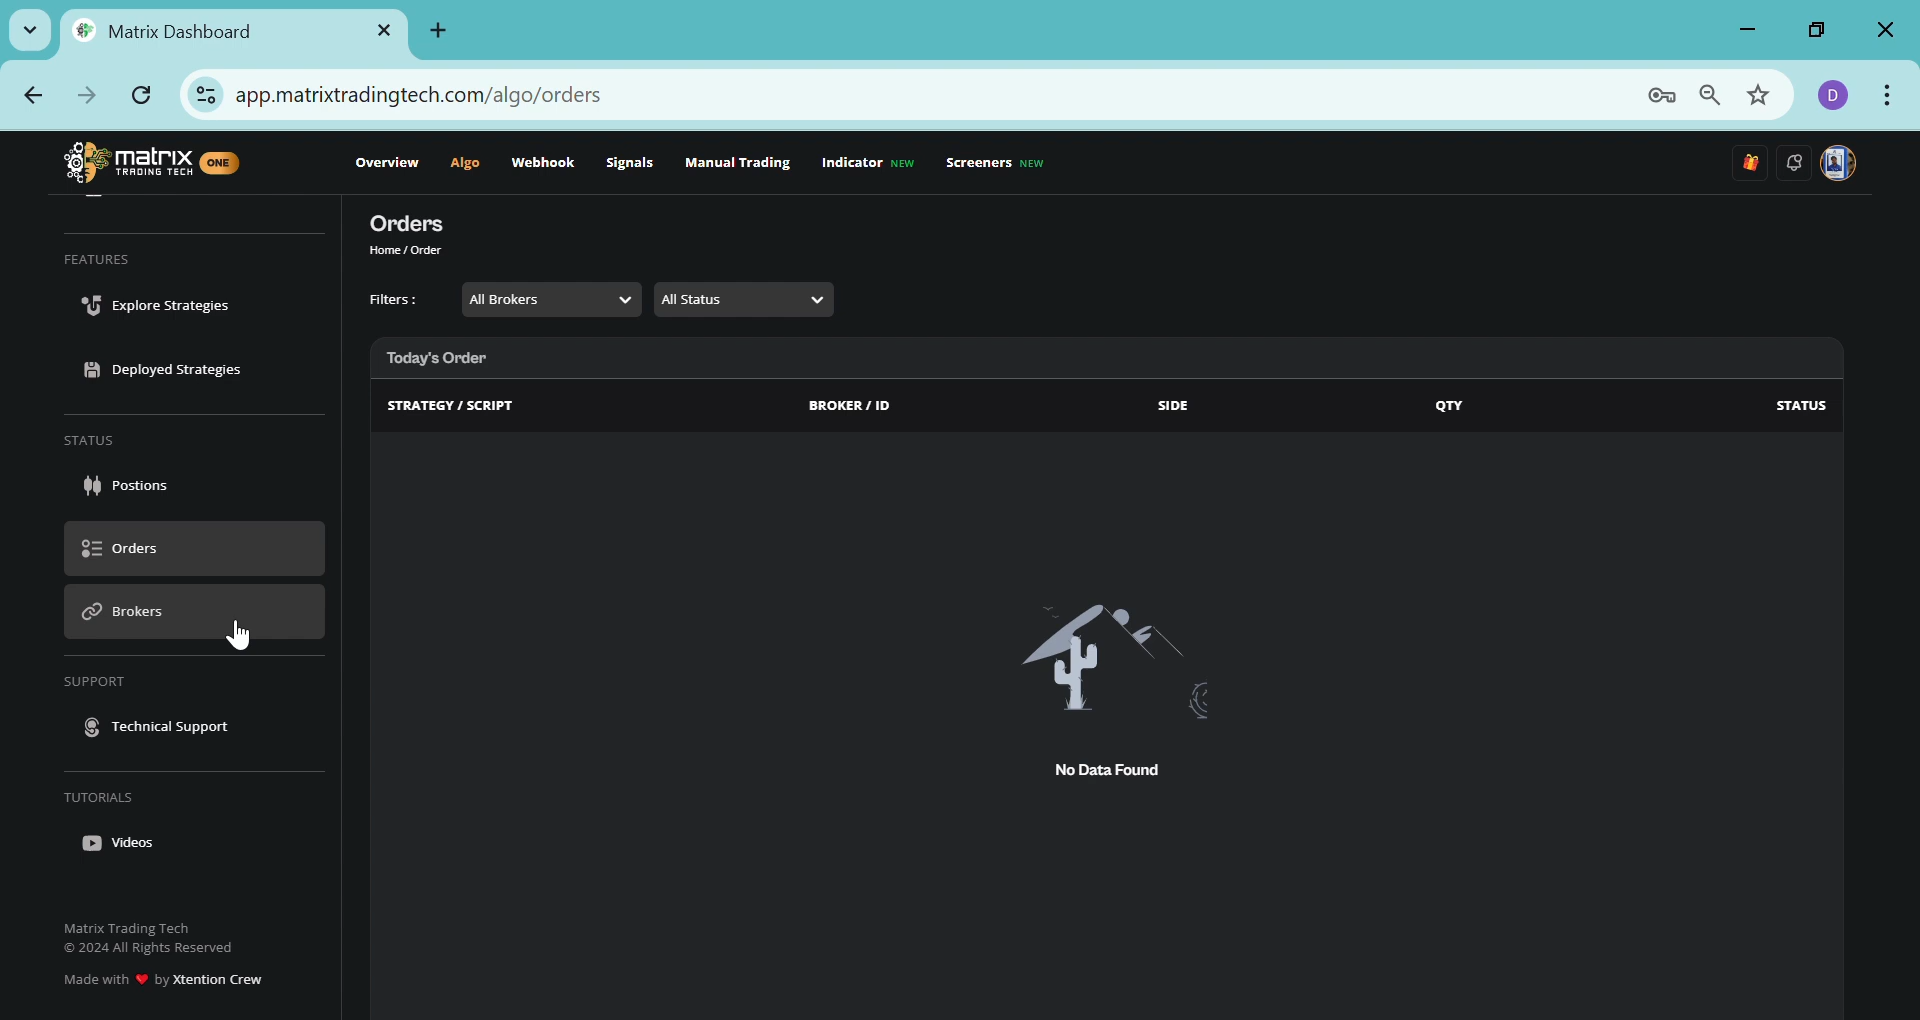 Matrix Dashboard
app.matrixtradingtech.com/algo/orders
D
matrix ONE
TRADING TECH
Overview Algo Webhook Signals Manual Trading Indicator NEW Screeners NEW
Orders
Home / Order
FEATURES
Explore Strategies
Deployed Strategies
STATUS
Postions
Orders
Brokers
SUPPORT
Technical Support
TUTORIALS
Videos
Matrix Trading Tech
© 2024 All Rights Reserved
Made with ❤ by Xtention Crew
Filters : All Brokers All Status
Today's Order
STRATEGY / SCRIPT BROKER / ID SIDE QTY STATUS
No Data Found